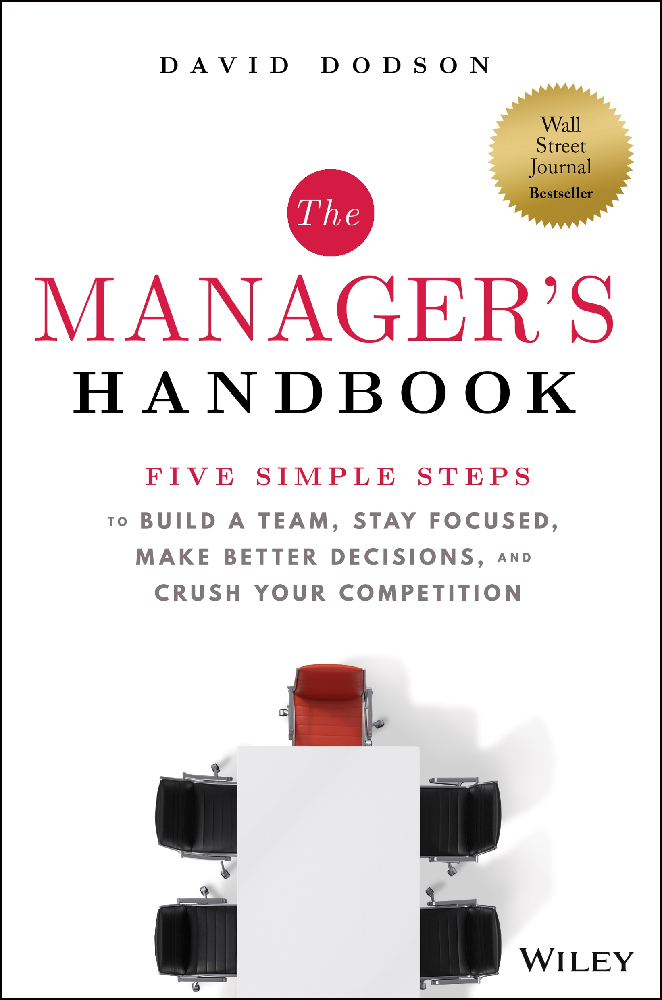 DAVID DODSON
Wall
Street
Journal
Bestseller
The
MANAGER'S
HANDBOOK
FIVE SIMPLE STEPS
TO BUILD A TEAM, STAY FOCUSED,
MAKE BETTER DECISIONS, AND
CRUSH YOUR COMPETITION
WILEY